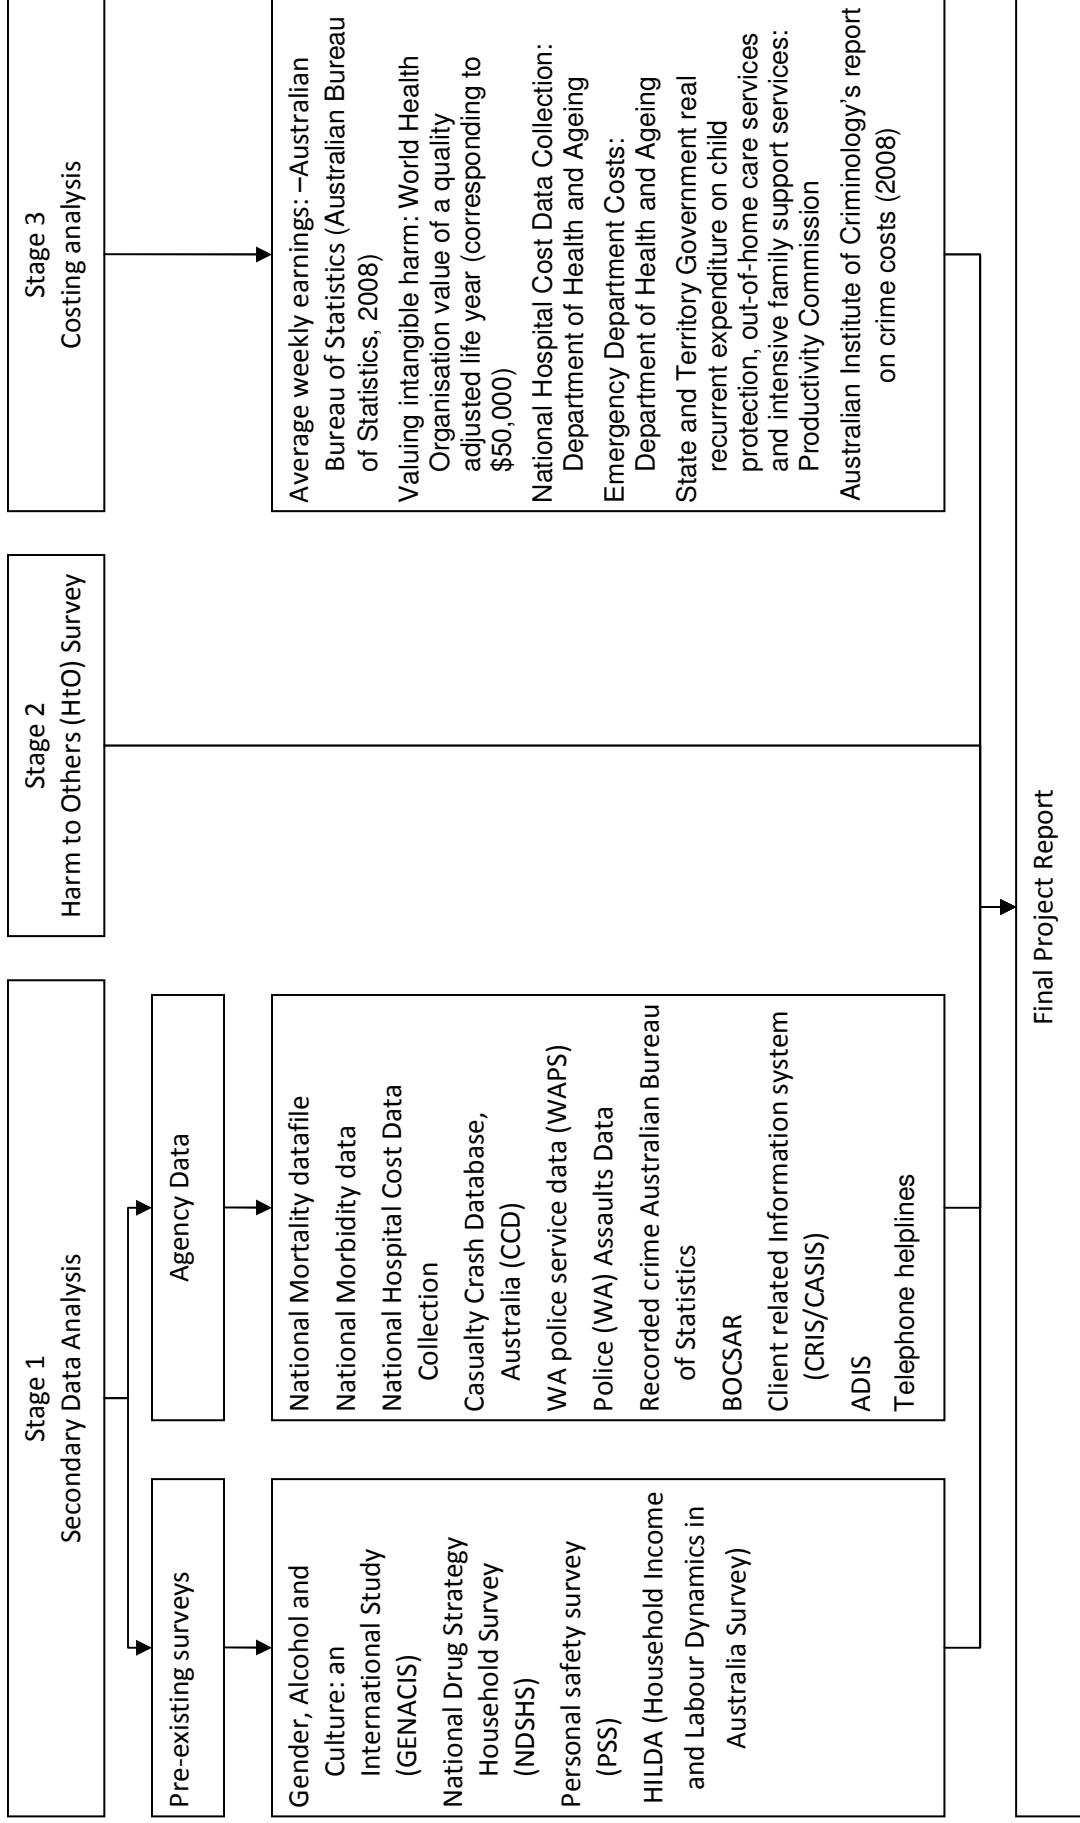 Stage 1
Secondary Data Analysis
Pre-existing surveys
Gender, Alcohol and
Culture: an
International Study
(GENACIS)
National Drug Strategy
Household Survey
(NDSHS)
Personal safety survey
(PSS)
HILDA (Household Income
and Labour Dynamics in
Australia Survey)
Agency Data
National Mortality datafile
National Morbidity data
National Hospital Cost Data
Collection
Casualty Crash Database,
Australia (CCD)
WA police service data (WAPS)
Police (WA) Assaults Data
Recorded crime Australian Bureau
of Statistics
BOCSAR
Client related Information system
(CRIS/CASIS)
ADIS
Telephone helplines
Stage 2
Harm to Others (HtO) Survey
Stage 3
Costing analysis
Average weekly earnings: –Australian
Bureau of Statistics (Australian Bureau
of Statistics, 2008)
Valuing intangible harm: World Health
Organisation value of a quality
adjusted life year (corresponding to
$50,000)
National Hospital Cost Data Collection:
Department of Health and Ageing
Emergency Department Costs:
Department of Health and Ageing
State and Territory Government real
recurrent expenditure on child
protection, out-of-home care services
and intensive family support services:
Productivity Commission
Australian Institute of Criminology’s report
on crime costs (2008)
Final Project Report